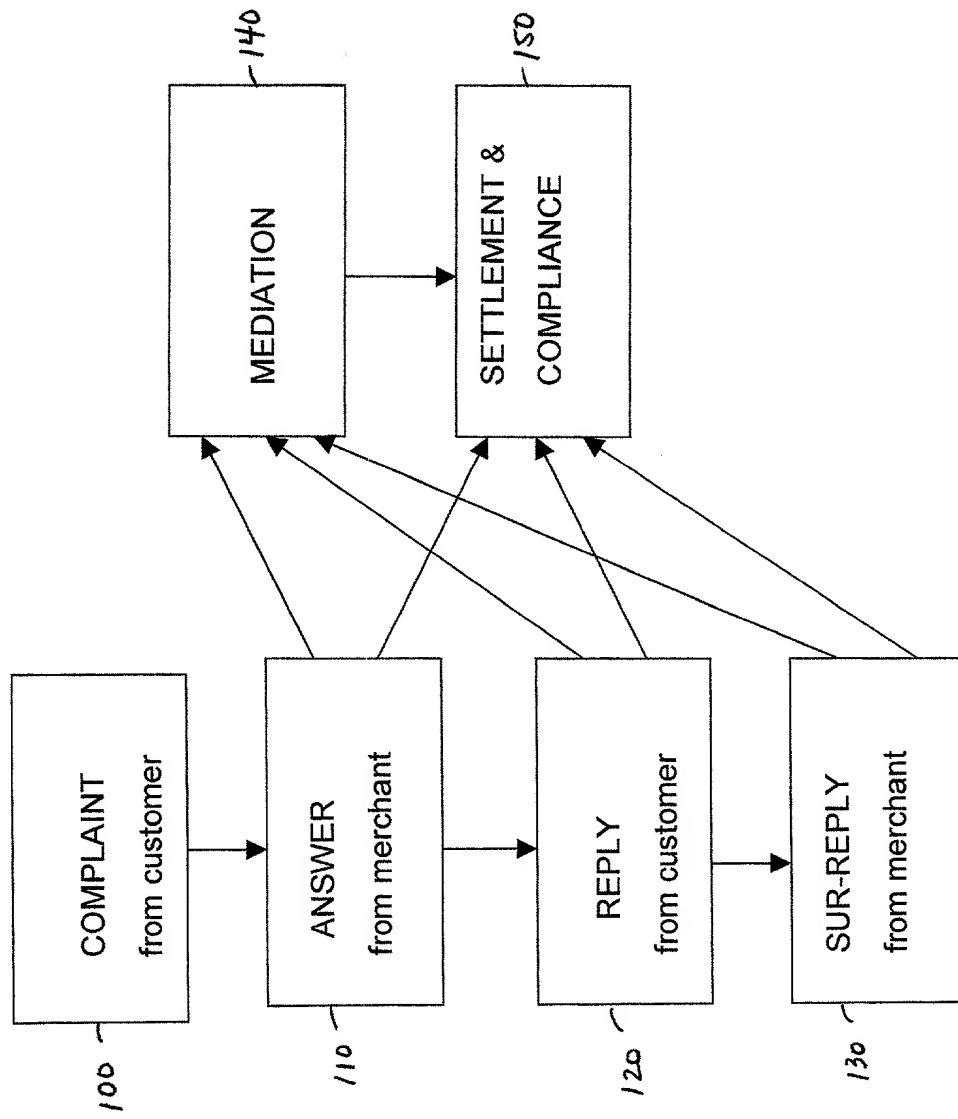 100
COMPLAINT
from customer
110
ANSWER
from merchant
120
REPLY
from customer
130
SUR-REPLY
from merchant
140
MEDIATION
150
SETTLEMENT &
COMPLIANCE